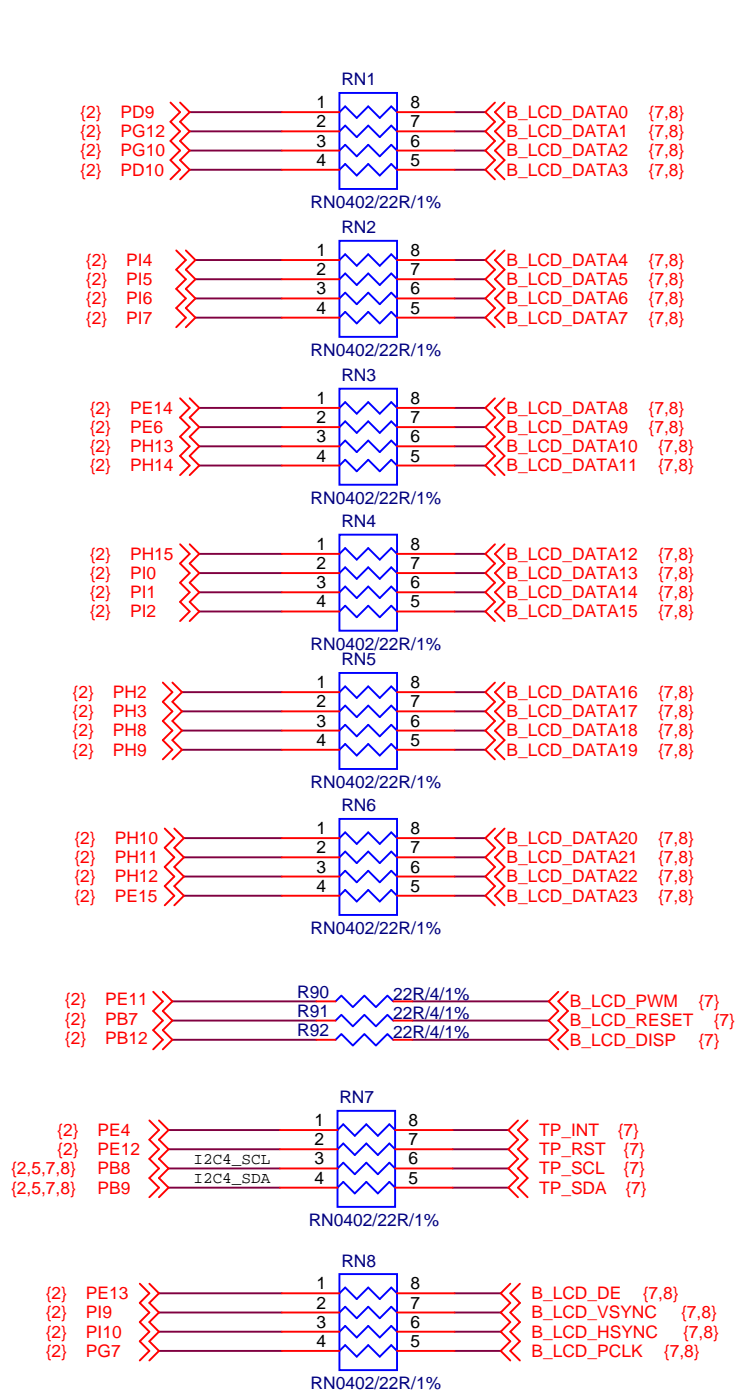 RN1
{2} PD9 1 8 B_LCD_DATA0 {7,8}
{2} PG12 2 7 B_LCD_DATA1 {7,8}
{2} PG10 3 6 B_LCD_DATA2 {7,8}
{2} PD10 4 5 B_LCD_DATA3 {7,8}
RN0402/22R/1%
RN2
{2} PI4 1 8 B_LCD_DATA4 {7,8}
{2} PI5 2 7 B_LCD_DATA5 {7,8}
{2} PI6 3 6 B_LCD_DATA6 {7,8}
{2} PI7 4 5 B_LCD_DATA7 {7,8}
RN0402/22R/1%
RN3
{2} PE14 1 8 B_LCD_DATA8 {7,8}
{2} PE6 2 7 B_LCD_DATA9 {7,8}
{2} PH13 3 6 B_LCD_DATA10 {7,8}
{2} PH14 4 5 B_LCD_DATA11 {7,8}
RN0402/22R/1%
RN4
{2} PH15 1 8 B_LCD_DATA12 {7,8}
{2} PI0 2 7 B_LCD_DATA13 {7,8}
{2} PI1 3 6 B_LCD_DATA14 {7,8}
{2} PI2 4 5 B_LCD_DATA15 {7,8}
RN0402/22R/1%
RN5
{2} PH2 1 8 B_LCD_DATA16 {7,8}
{2} PH3 2 7 B_LCD_DATA17 {7,8}
{2} PH8 3 6 B_LCD_DATA18 {7,8}
{2} PH9 4 5 B_LCD_DATA19 {7,8}
RN0402/22R/1%
RN6
{2} PH10 1 8 B_LCD_DATA20 {7,8}
{2} PH11 2 7 B_LCD_DATA21 {7,8}
{2} PH12 3 6 B_LCD_DATA22 {7,8}
{2} PE15 4 5 B_LCD_DATA23 {7,8}
RN0402/22R/1%
{2} PE11 R90 22R/4/1% B_LCD_PWM {7}
{2} PB7 R91 22R/4/1% B_LCD_RESET {7}
{2} PB12 R92 22R/4/1% B_LCD_DISP {7}
RN7
{2} PE4 1 8 TP_INT {7}
{2} PE12 2 7 TP_RST {7}
{2,5,7,8} PB8 I2C4_SCL 3 6 TP_SCL {7}
{2,5,7,8} PB9 I2C4_SDA 4 5 TP_SDA {7}
RN0402/22R/1%
RN8
{2} PE13 1 8 B_LCD_DE {7,8}
{2} PI9 2 7 B_LCD_VSYNC {7,8}
{2} PI10 3 6 B_LCD_HSYNC {7,8}
{2} PG7 4 5 B_LCD_PCLK {7,8}
RN0402/22R/1%